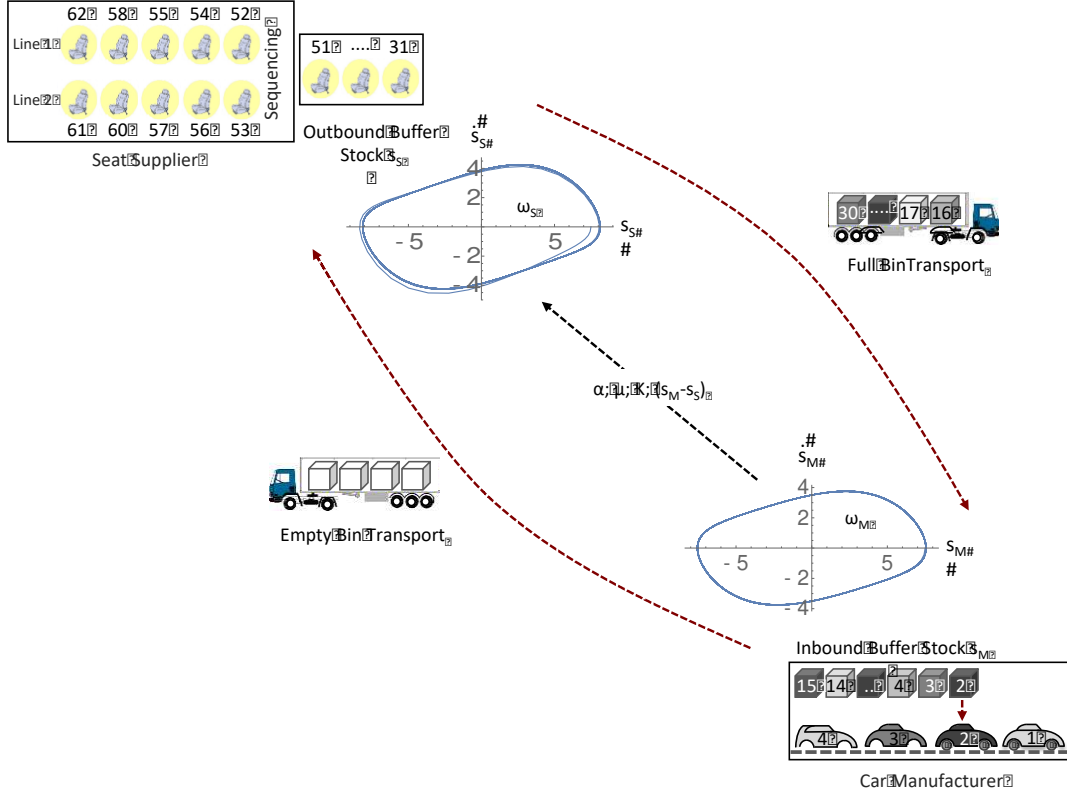 62 58 55 54 52
Line 1
Line 2
61 60 57 56 53
Sequencing
Seat Supplier
51 .... 31
Outbound Buffer
Stock s_S
ṡ_S#
4
2
-5
5
-2
-4
ω_S
s_S#
#
30 .... 17 16
Full Bin Transport
α; μ; K; (s_M-s_S)
Empty Bin Transport
ṡ_M#
4
2
-5
5
-2
-4
ω_M
s_M#
#
Inbound Buffer Stock s_M
15 14 .. 4 3 2
4 3 2 1
Car Manufacturer